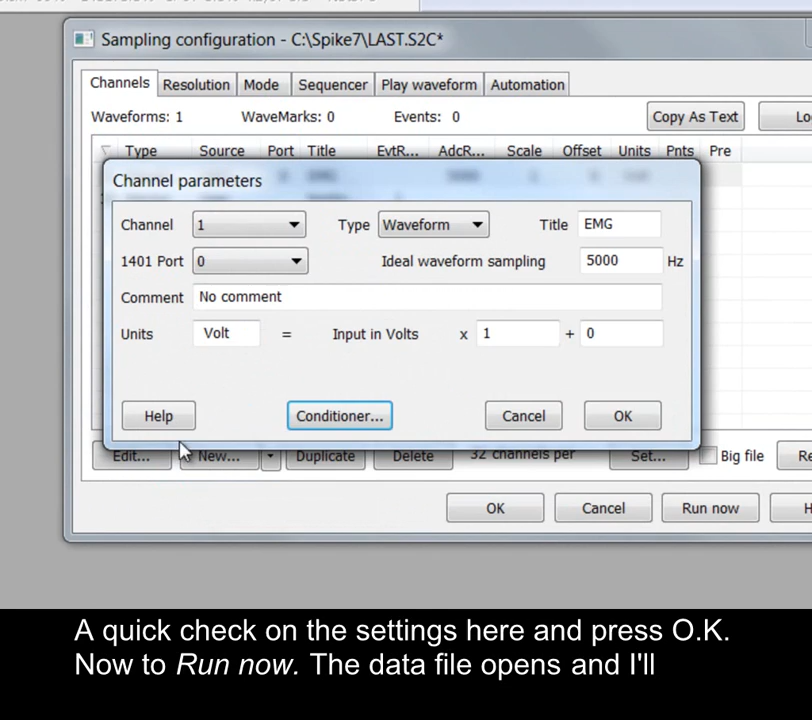 Sampling configuration - C:\Spike7\LAST.S2C*
Channels Resolution Mode Sequencer Play waveform Automation
Waveforms: 1 WaveMarks: 0 Events: 0 Copy As Text
Type Source Port Title EvtR... AdcR... Scale Offset Units Pnts Pre
Channel parameters
Channel 1 Type Waveform Title EMG
1401 Port 0 Ideal waveform sampling 5000 Hz
Comment No comment
Units Volt = Input in Volts x 1 + 0
Help Conditioner... Cancel OK
Edit... New... Duplicate Delete 32 channels per Set... Big file
OK Cancel Run now
A quick check on the settings here and press O.K.
Now to Run now. The data file opens and I'll